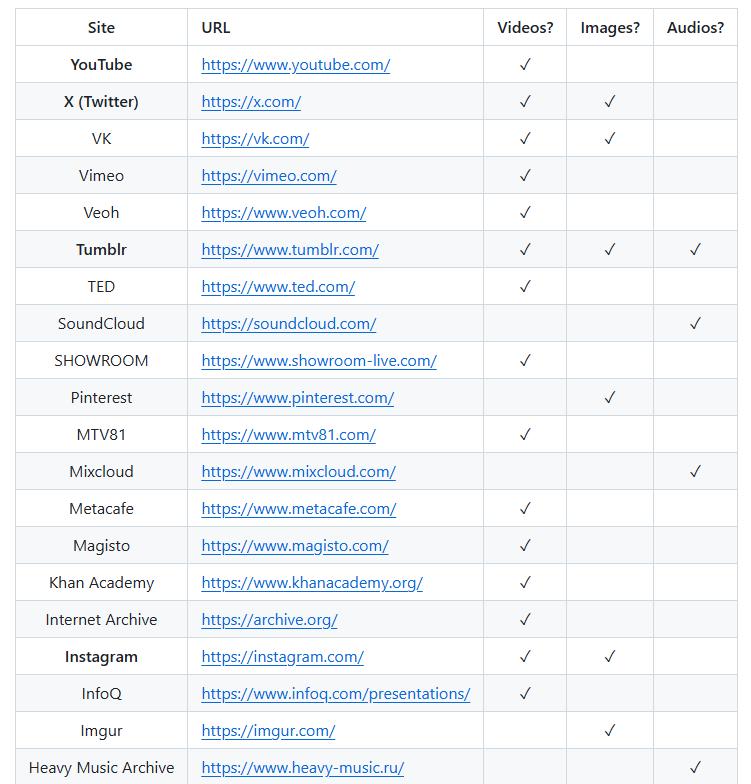 Site URL Videos? Images? Audios?
YouTube https://www.youtube.com/ ✓
X (Twitter) https://x.com/ ✓ ✓
VK https://vk.com/ ✓ ✓
Vimeo https://vimeo.com/ ✓
Veoh https://www.veoh.com/ ✓
Tumblr https://www.tumblr.com/ ✓ ✓ ✓
TED https://www.ted.com/ ✓
SoundCloud https://soundcloud.com/ ✓
SHOWROOM https://www.showroom-live.com/ ✓
Pinterest https://www.pinterest.com/ ✓
MTV81 https://www.mtv81.com/ ✓
Mixcloud https://www.mixcloud.com/ ✓
Metacafe https://www.metacafe.com/ ✓
Magisto https://www.magisto.com/ ✓
Khan Academy https://www.khanacademy.org/ ✓
Internet Archive https://archive.org/ ✓
Instagram https://instagram.com/ ✓ ✓
InfoQ https://www.infoq.com/presentations/ ✓
Imgur https://imgur.com/ ✓
Heavy Music Archive https://www.heavy-music.ru/ ✓